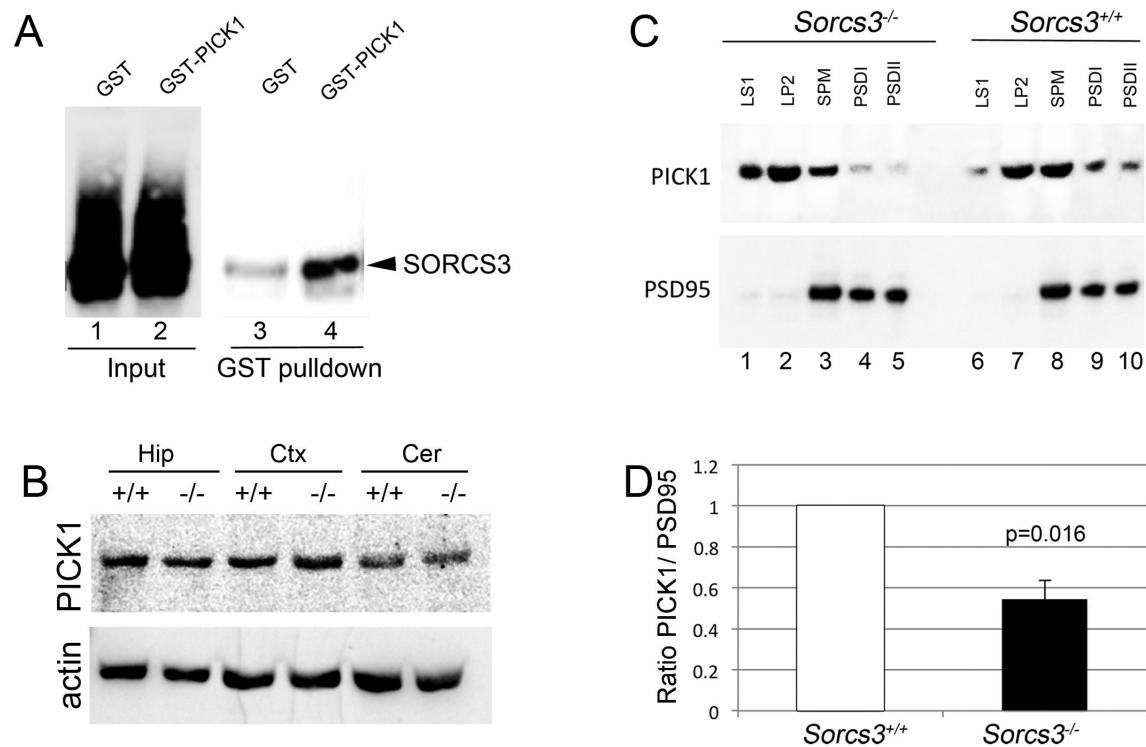 A
GST
GST-PICK1
GST
GST-PICK1
SORCS3
1 2 3 4
Input GST pulldown
B
Hip Ctx Cer
+/+ -/- +/+ -/- +/+ -/-
PICK1
actin
C
Sorcs3-/- Sorcs3+/+
LS1 LP2 SPM PSDI PSDII LS1 LP2 SPM PSDI PSDII
PICK1
PSD95
1 2 3 4 5 6 7 8 9 10
D
Ratio PICK1/ PSD95
1.2
1
0.8
0.6
0.4
0.2
0
p=0.016
Sorcs3+/+ Sorcs3-/-